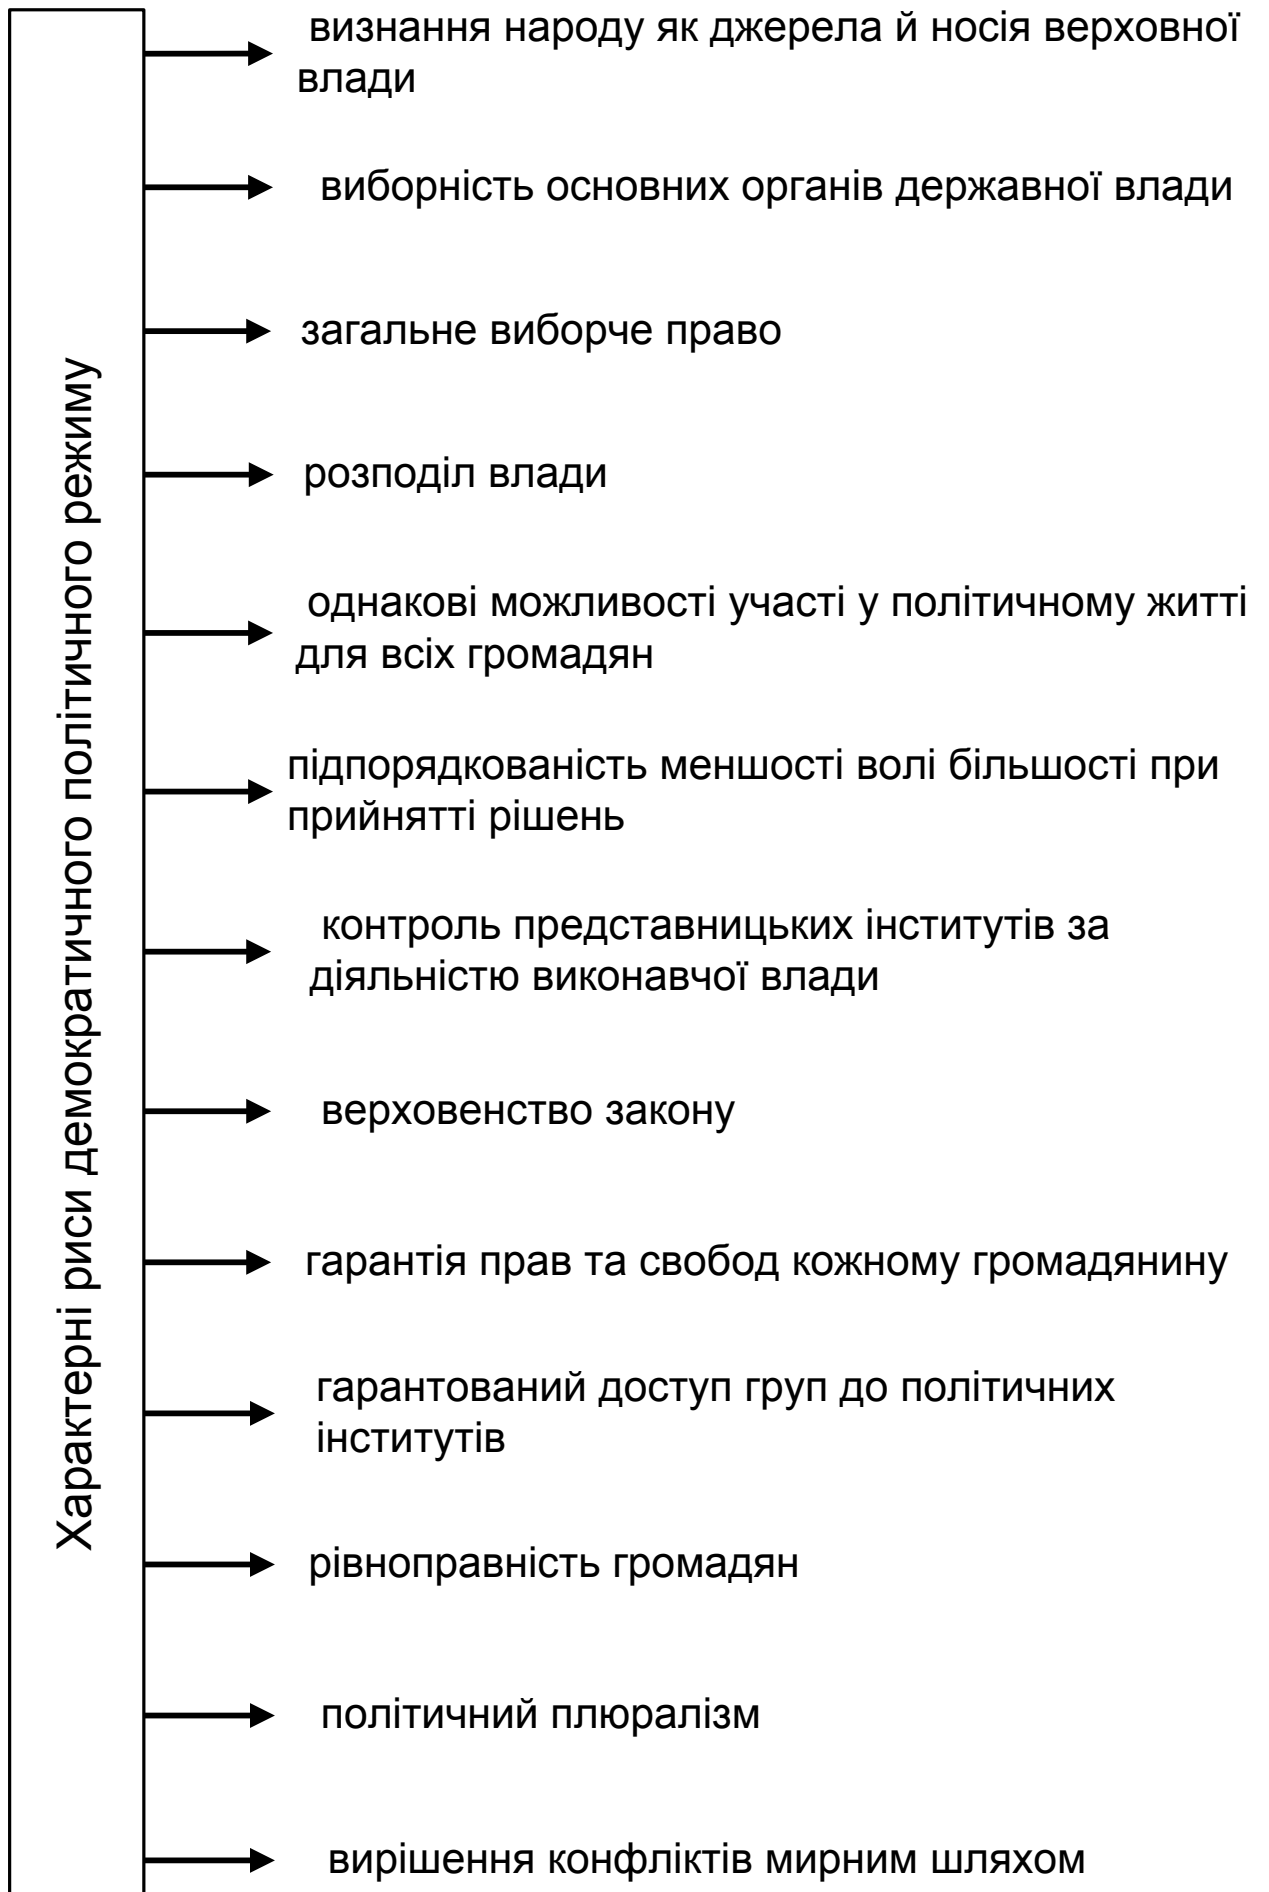 Характерні риси демократичного політичного режиму
визнання народу як джерела й носія верховної
влади
виборність основних органів державної влади
загальне виборче право
розподіл влади
однакові можливості участі у політичному житті
для всіх громадян
підпорядкованість меншості волі більшості при
прийнятті рішень
контроль представницьких інститутів за
діяльністю виконавчої влади
верховенство закону
гарантія прав та свобод кожному громадянину
гарантований доступ груп до політичних
інститутів
рівноправність громадян
політичний плюралізм
вирішення конфліктів мирним шляхом